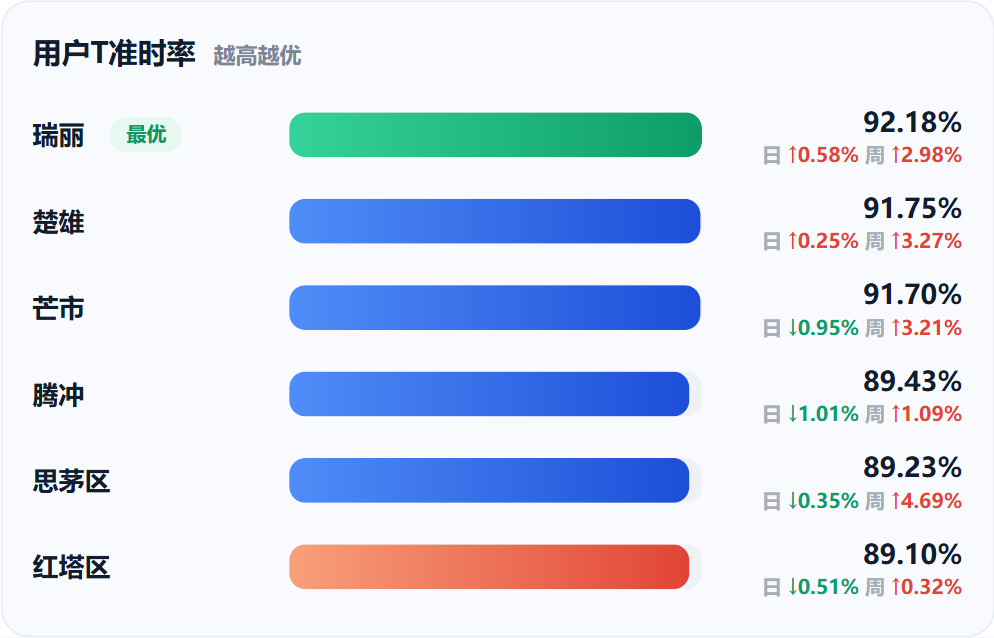 用户T准时率 越高越优
瑞丽 最优 92.18%
日 ↑0.58% 周 ↑2.98%
楚雄 91.75%
日 ↑0.25% 周 ↑3.27%
芒市 91.70%
日 ↓0.95% 周 ↑3.21%
腾冲 89.43%
日 ↓1.01% 周 ↑1.09%
思茅区 89.23%
日 ↓0.35% 周 ↑4.69%
红塔区 89.10%
日 ↓0.51% 周 ↑0.32%